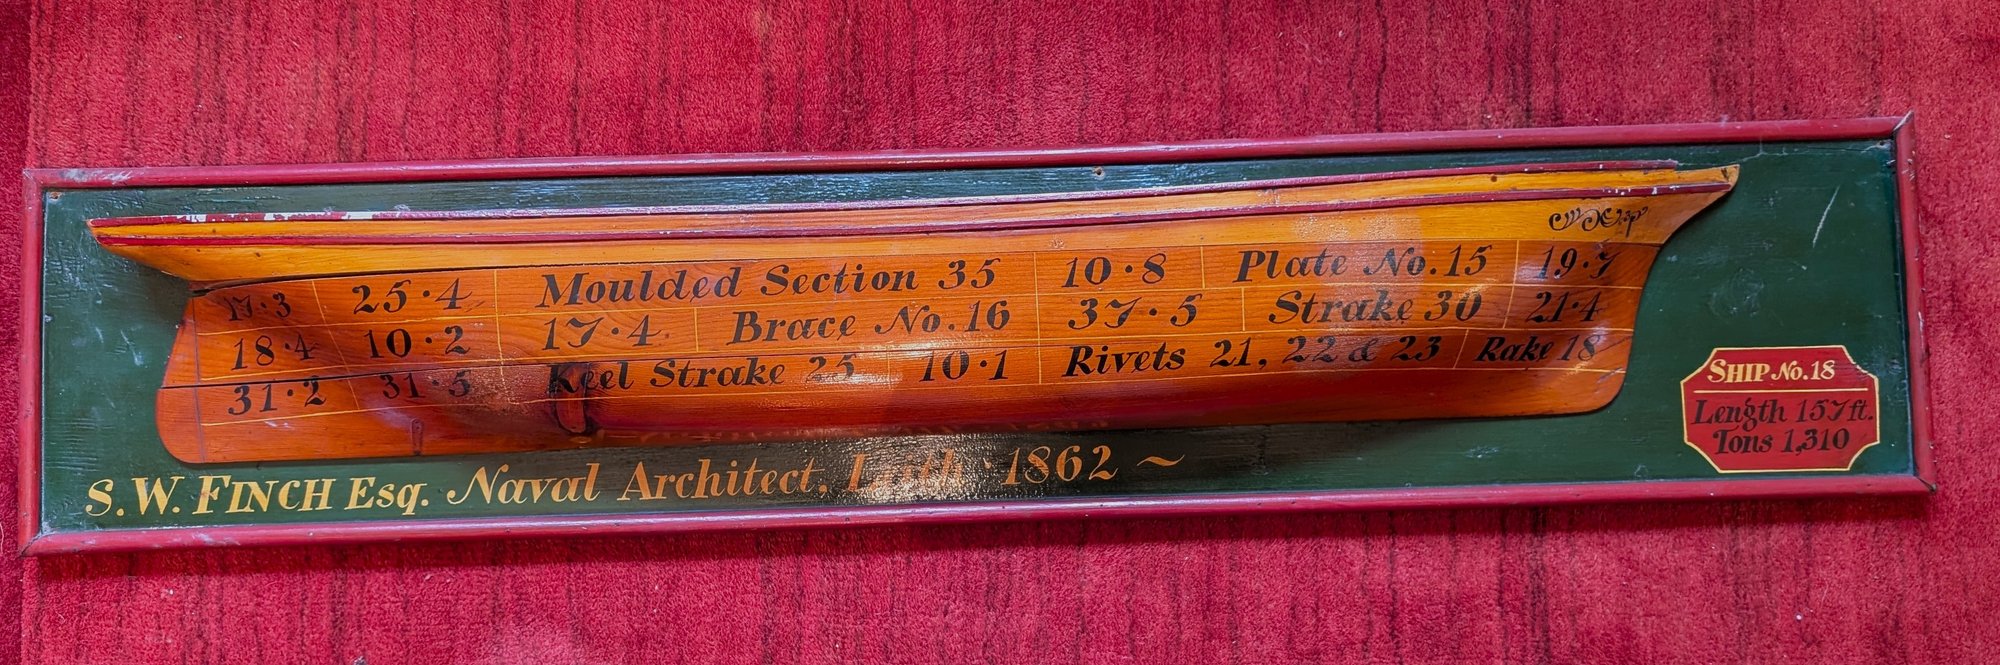 17·3 25·4 Moulded Section 35 10·8 Plate No.15 19·7
18·4 10·2 17·4 Brace No.16 37·5 Strake 30 21·4
31·2 31·5 Keel Strake 25 10·1 Rivets 21, 22 & 23 Rake 18
S.W. FINCH Esq. Naval Architect, Leith · 1862 ~
SHIP No.18
Length 157ft.
Tons 1,310